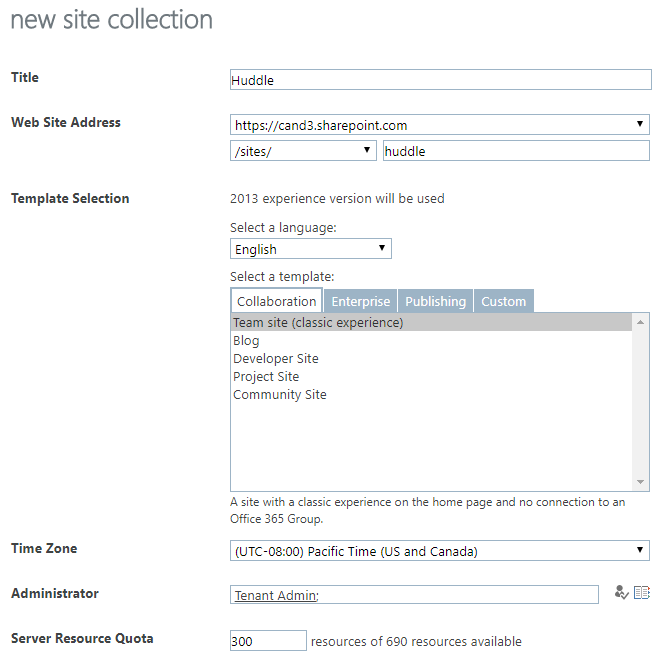 new site collection
Title
Huddle
Web Site Address
https://cand3.sharepoint.com
/sites/ huddle
Template Selection
2013 experience version will be used
Select a language:
English
Select a template:
Collaboration Enterprise Publishing Custom
Team site (classic experience)
Blog
Developer Site
Project Site
Community Site
A site with a classic experience on the home page and no connection to an
Office 365 Group.
Time Zone
(UTC-08:00) Pacific Time (US and Canada)
Administrator
Tenant Admin;
Server Resource Quota
300 resources of 690 resources available